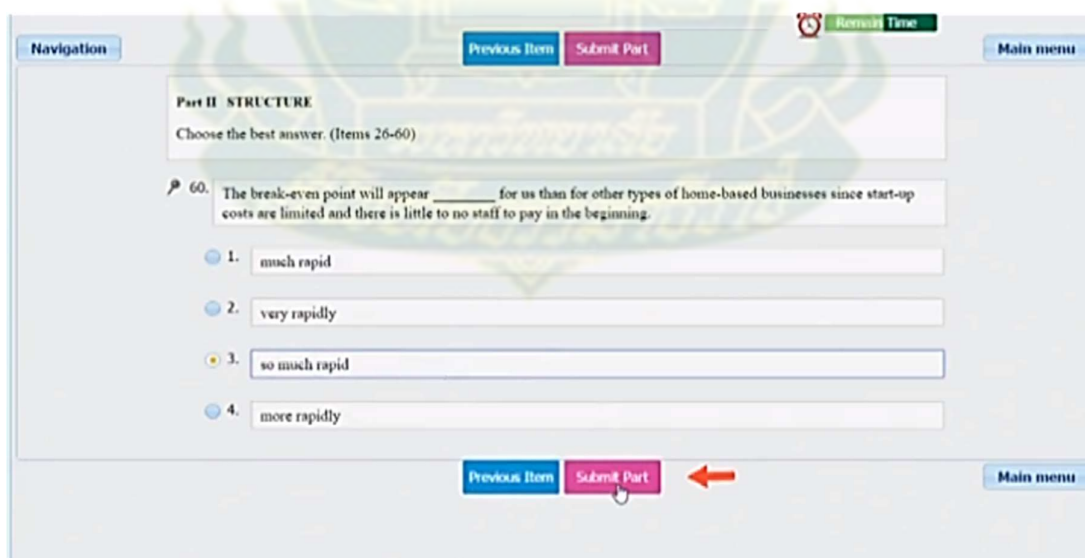 Remain Time
Navigation
Previous Item
Submit Part
Main menu
Part II STRUCTURE
Choose the best answer. (Items 26-60)
60. The break-even point will appear ________ for us than for other types of home-based businesses since start-up
costs are limited and there is little to no staff to pay in the beginning.
1. much rapid
2. very rapidly
3. so much rapid
4. more rapidly
Previous Item
Submit Part
Main menu